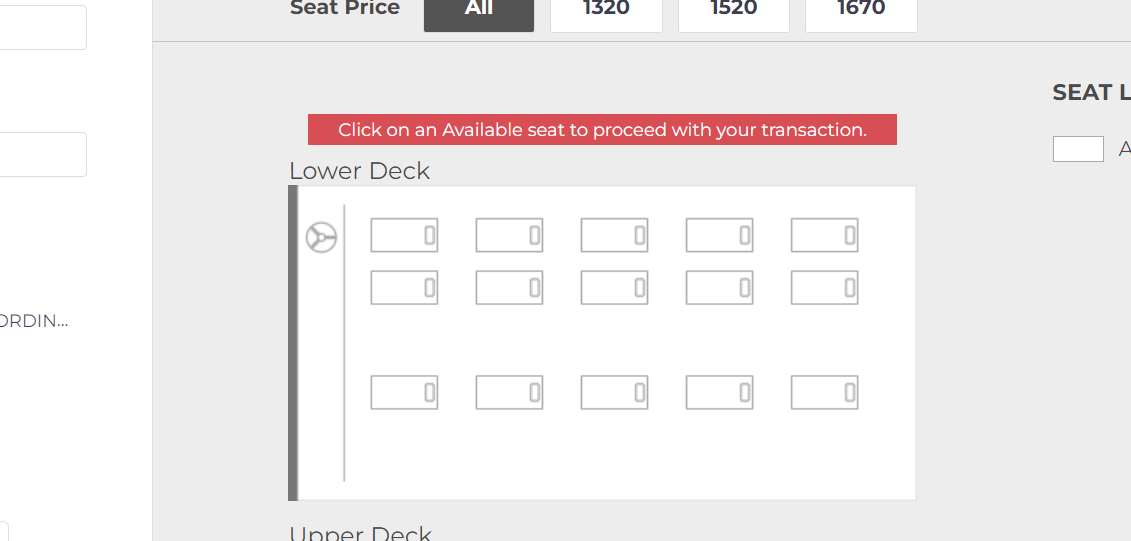 Seat Price All 1320 1520 1670
SEAT L
Click on an Available seat to proceed with your transaction.
A
Lower Deck
ORDIN...
Upper Deck